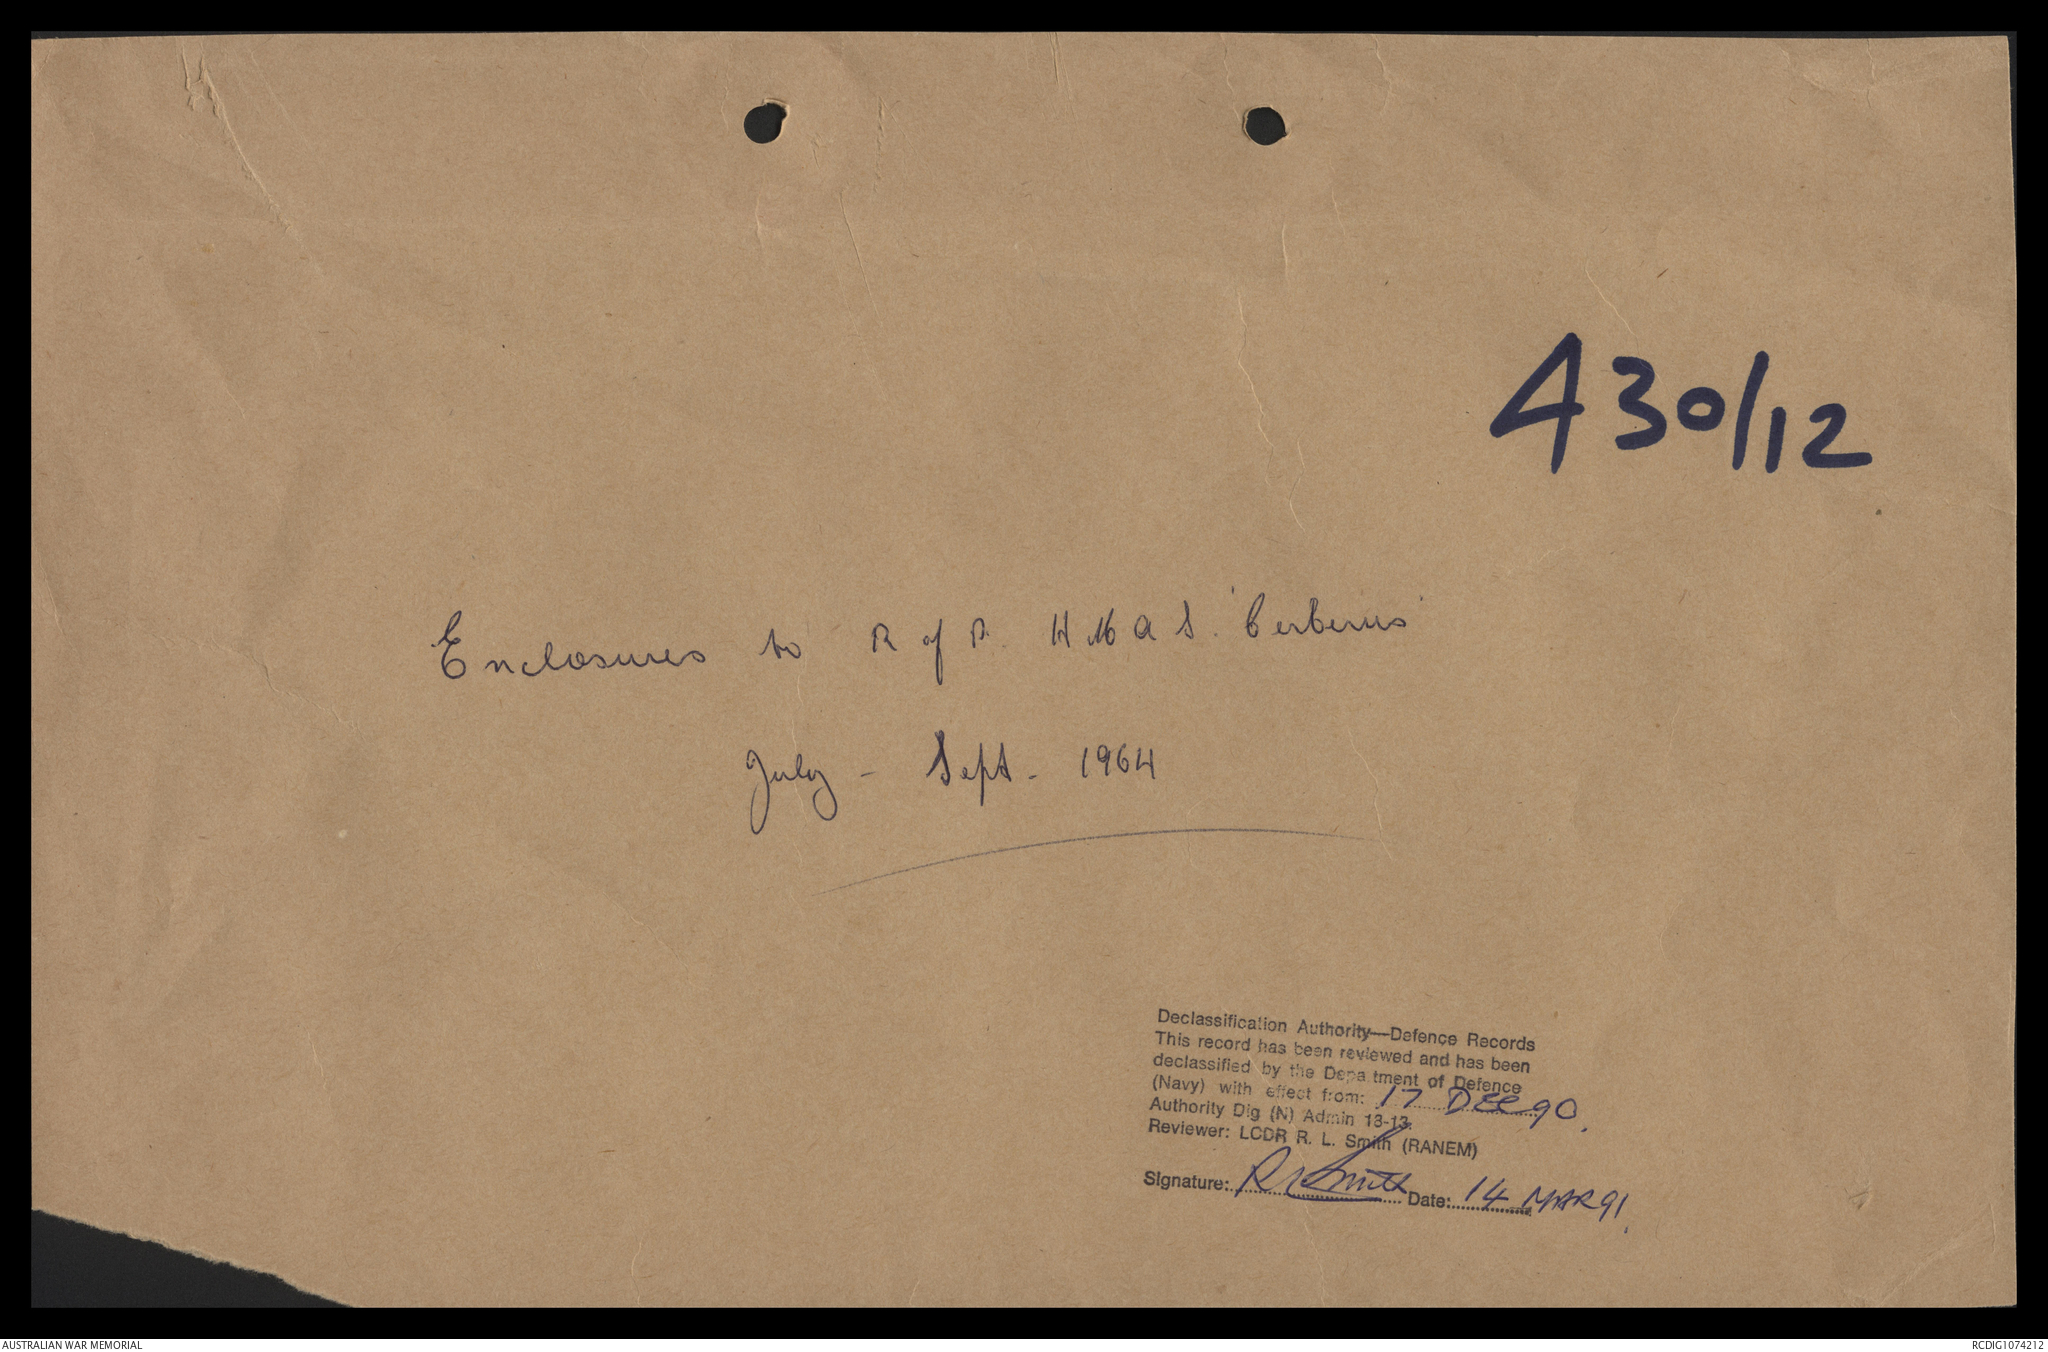 430/12
Enclosures to R of P. H M A S. 'Cerberus'
July - Sept. 1964
Declassification Authority—Defence Records
This record has been reviewed and has been
declassified by the Department of Defence
(Navy) with effect from: 17 DEC 90.
Authority Dig (N) Admin 13-13.
Reviewer: LCDR R. L. Smith (RANEM)
Signature: R L Smith Date: 14 MAR 91.
AUSTRALIAN WAR MEMORIAL
RCDIG1074212